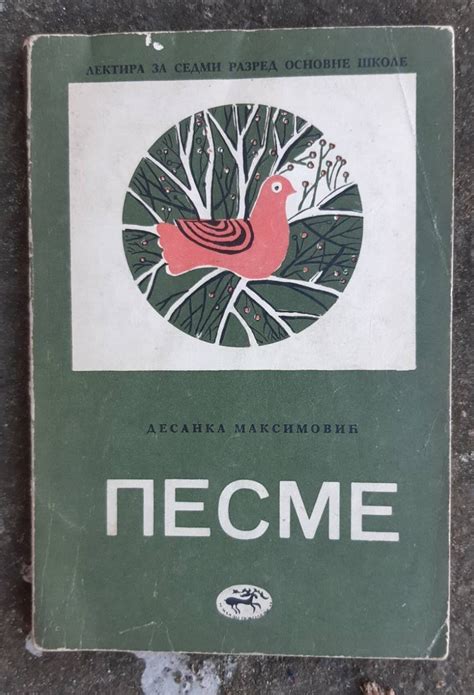 ЛЕКТИРА ЗА СЕДМИ РАЗРЕД ОСНОВНЕ ШКОЛЕ
ДЕСАНКА МАКСИМОВИЋ
ПЕСМЕ